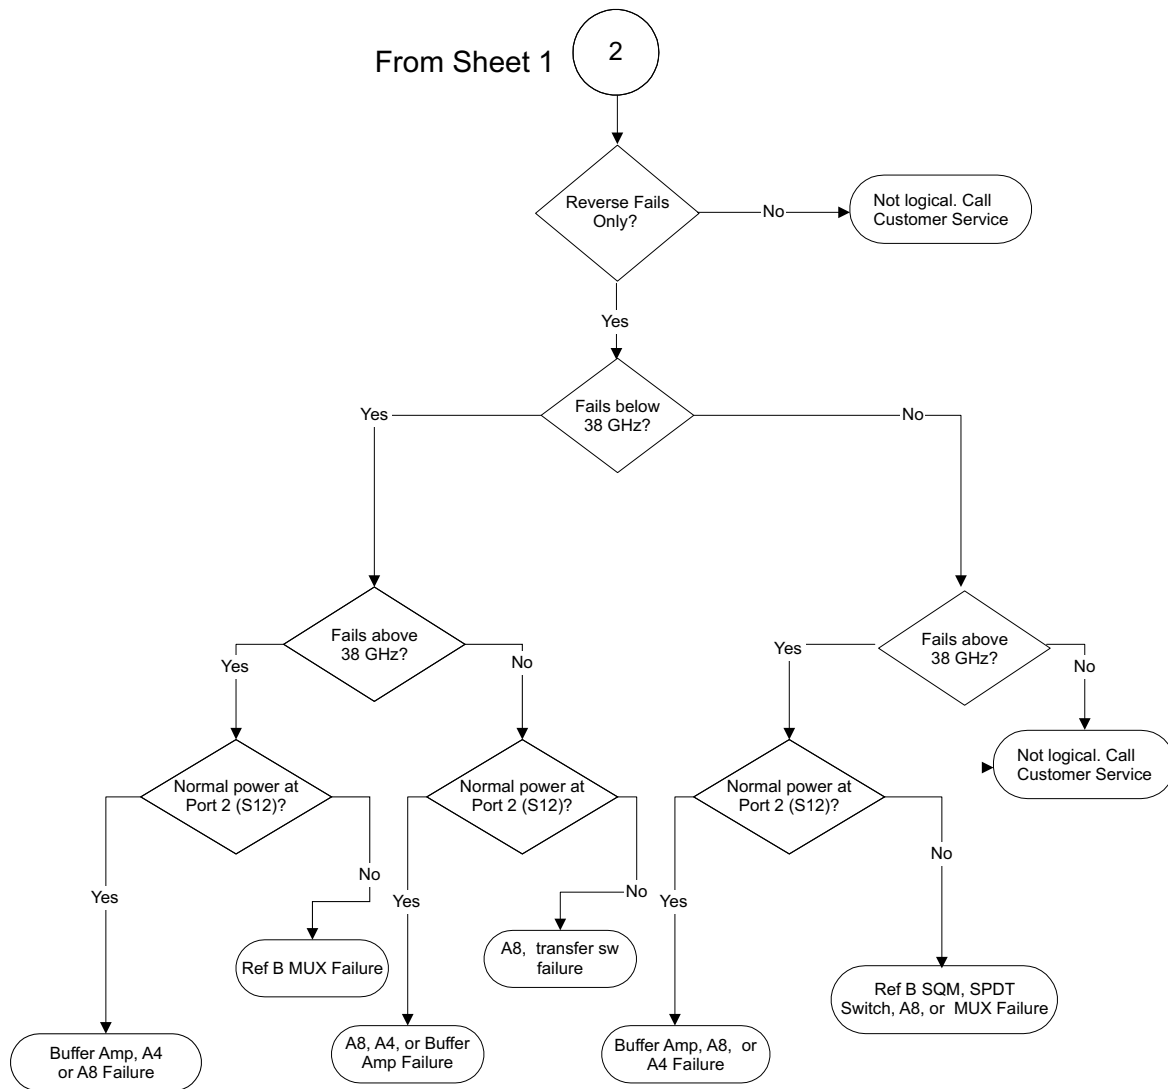 From Sheet 1
2
Reverse Fails
Only?
No
Not logical. Call
Customer Service
Yes
Fails below
38 GHz?
Yes
No
Fails above
38 GHz?
Yes
No
Fails above
38 GHz?
Yes
No
Normal power at
Port 2 (S12)?
Normal power at
Port 2 (S12)?
Normal power at
Port 2 (S12)?
Not logical. Call
Customer Service
Yes
No
Yes
No
Yes
No
Ref B MUX Failure
A8, transfer sw
failure
Ref B SQM, SPDT
Switch, A8, or MUX Failure
Buffer Amp, A4
or A8 Failure
A8, A4, or Buffer
Amp Failure
Buffer Amp, A8, or
A4 Failure